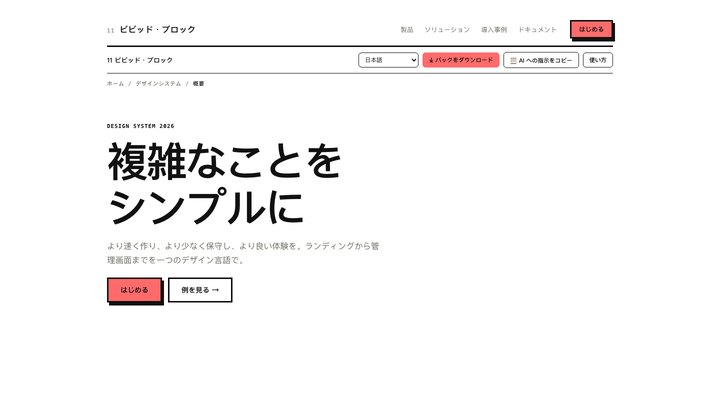 11 ビビッド・ブロック
製品 ソリューション 導入事例 ドキュメント はじめる
11 ビビッド・ブロック
日本語 パックをダウンロード AI への指示をコピー 使い方
ホーム / デザインシステム / 概要
DESIGN SYSTEM 2026
複雑なことを
シンプルに
より速く作り、より少なく保守し、より良い体験を。ランディングから管
理画面までを一つのデザイン言語で。
はじめる 例を見る →